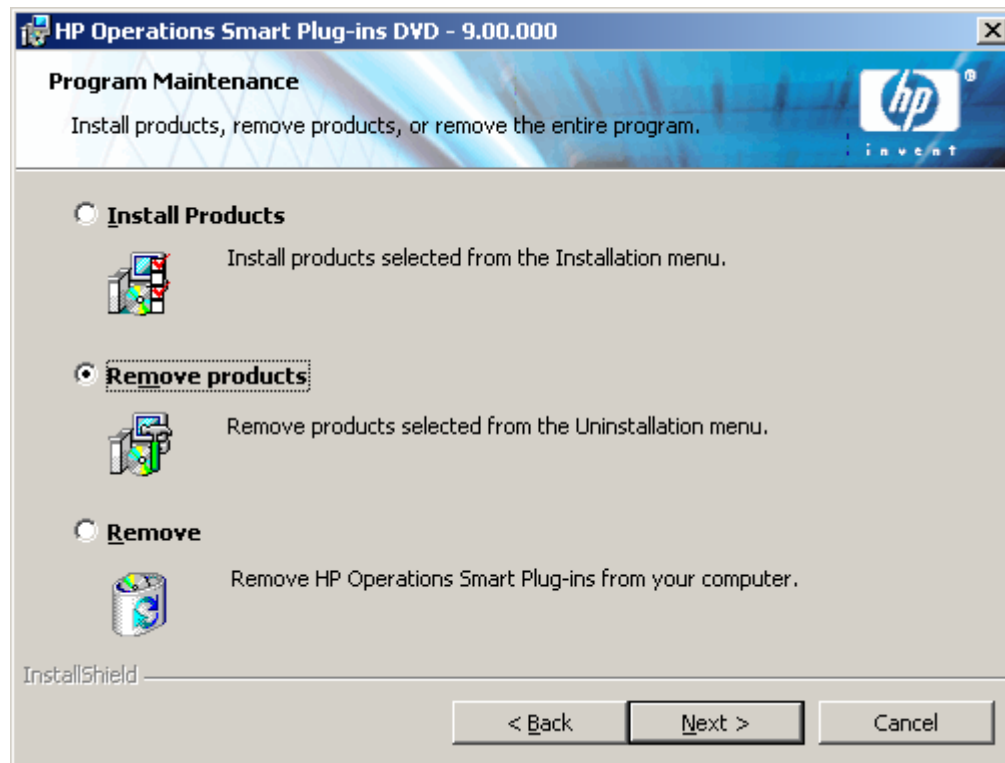 HP Operations Smart Plug-ins DVD - 9.00.000
Program Maintenance
Install products, remove products, or remove the entire program.
hp ®
invent
Install Products
Install products selected from the Installation menu.
Remove products
Remove products selected from the Uninstallation menu.
Remove
Remove HP Operations Smart Plug-ins from your computer.
InstallShield
< Back Next > Cancel